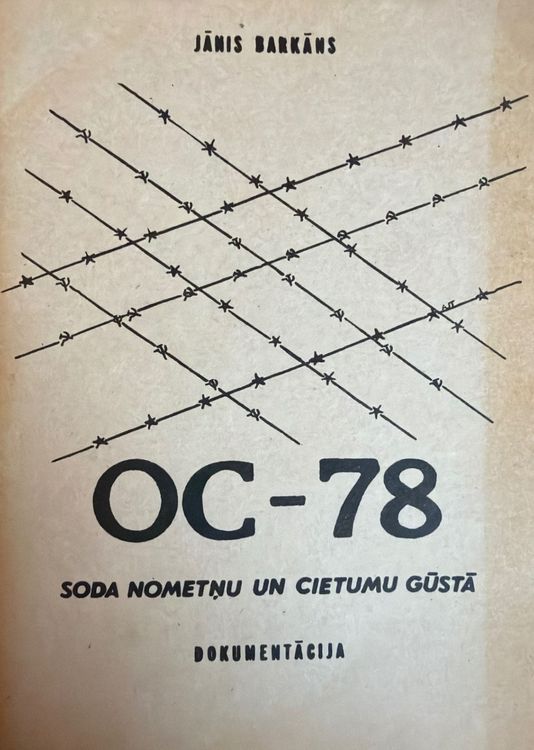 JĀNIS BARKĀNS
OC-78
SODA NOMETŅU UN CIETUMU GŪSTĀ
DOKUMENTĀCIJA